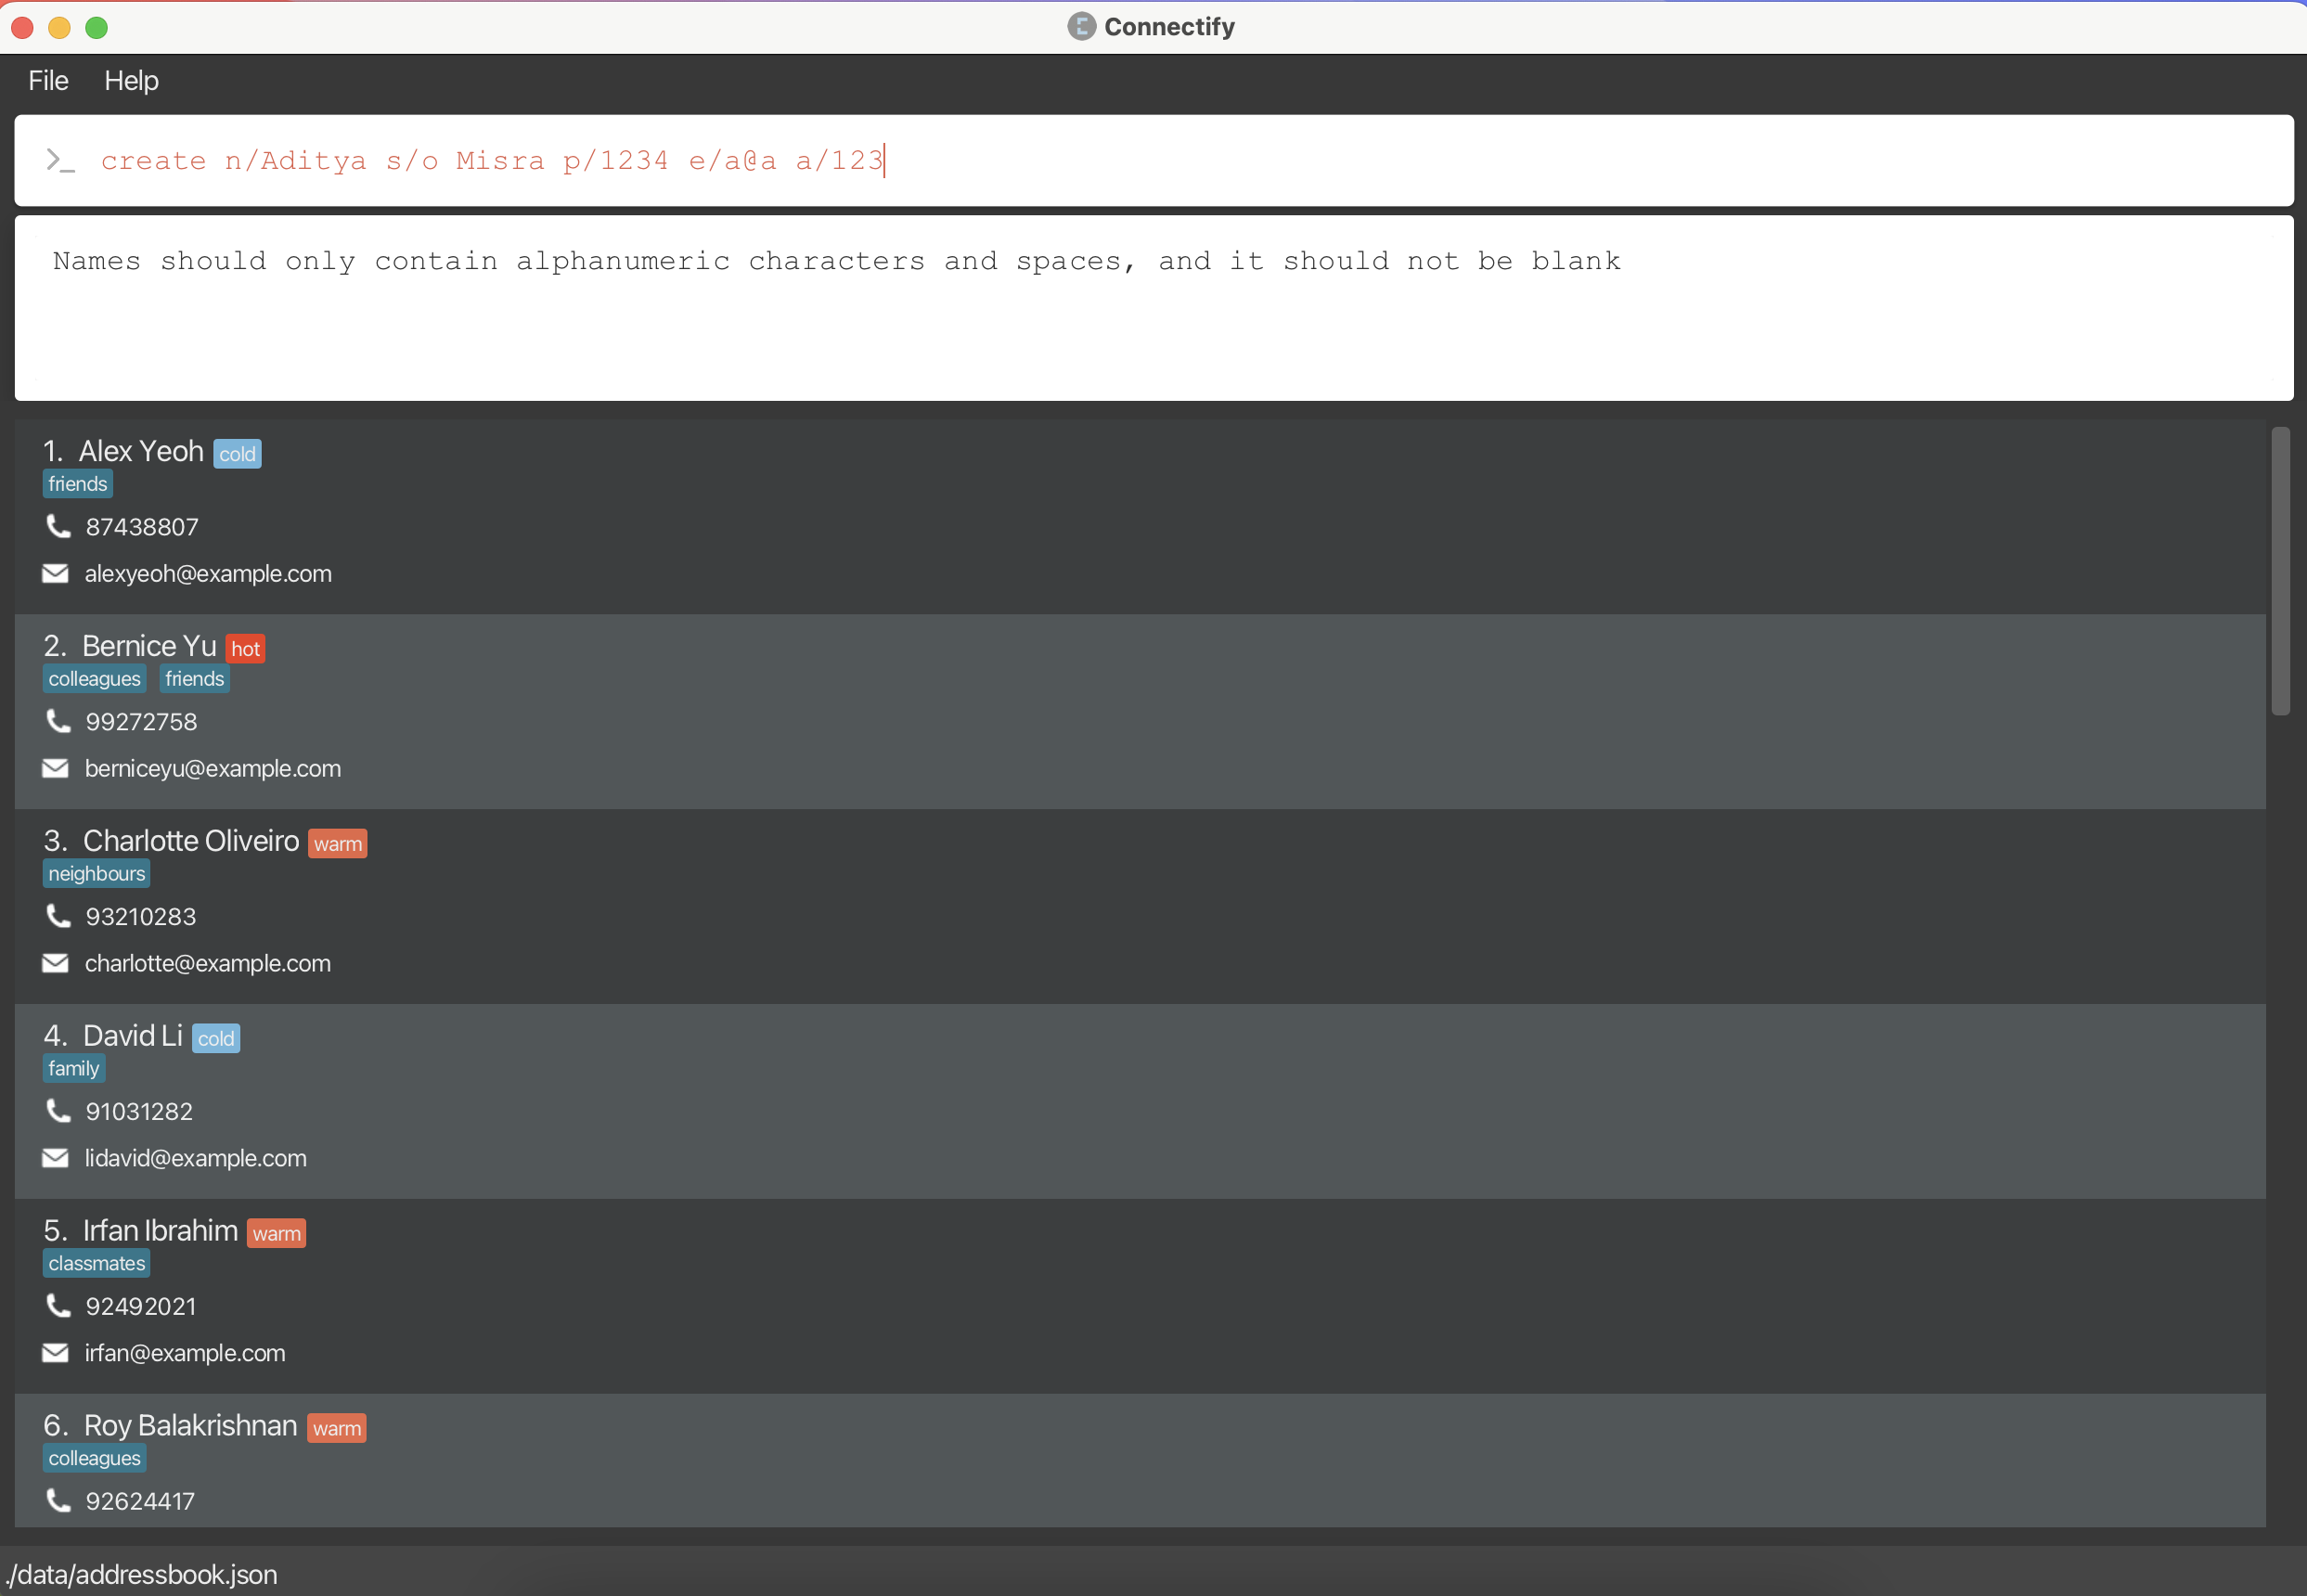 Connectify
File Help
create n/Aditya s/o Misra p/1234 e/a@a a/123
Names should only contain alphanumeric characters and spaces, and it should not be blank
1. Alex Yeoh cold
friends
87438807
alexyeoh@example.com
2. Bernice Yu hot
colleagues friends
99272758
berniceyu@example.com
3. Charlotte Oliveiro warm
neighbours
93210283
charlotte@example.com
4. David Li cold
family
91031282
lidavid@example.com
5. Irfan Ibrahim warm
classmates
92492021
irfan@example.com
6. Roy Balakrishnan warm
colleagues
92624417
./data/addressbook.json